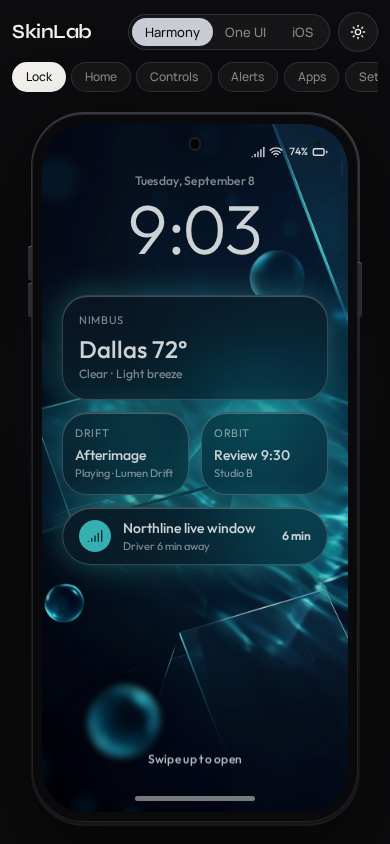 SkinLab
Harmony One UI iOS
Lock Home Controls Alerts Apps Set
74%
Tuesday, September 8
9:03
NIMBUS
Dallas 72°
Clear · Light breeze
DRIFT
Afterimage
Playing · Lumen Drift
ORBIT
Review 9:30
Studio B
Northline live window
Driver 6 min away
6 min
Swipe up to open